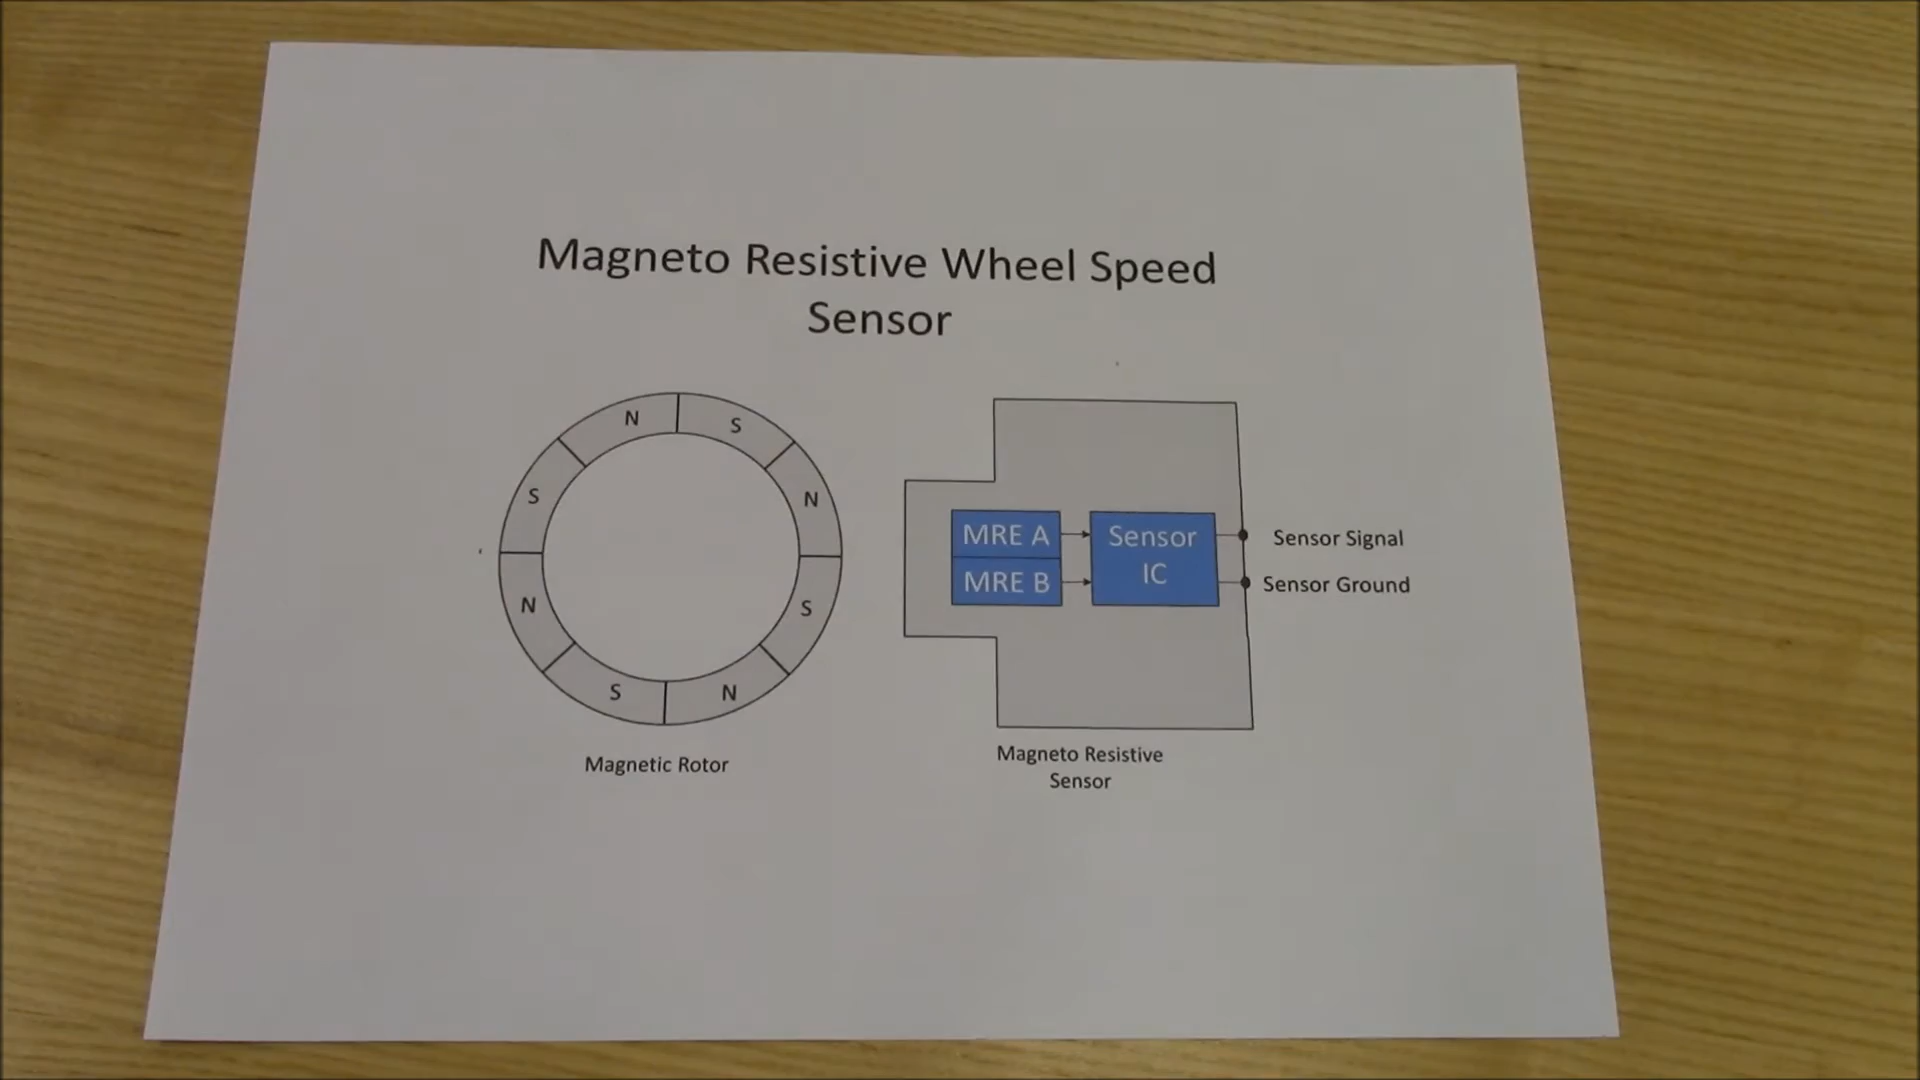 Magneto Resistive Wheel Speed
Sensor
N
S
S
N
N
S
S
N
Magnetic Rotor
MRE A
MRE B
Sensor
IC
Sensor Signal
Sensor Ground
Magneto Resistive
Sensor